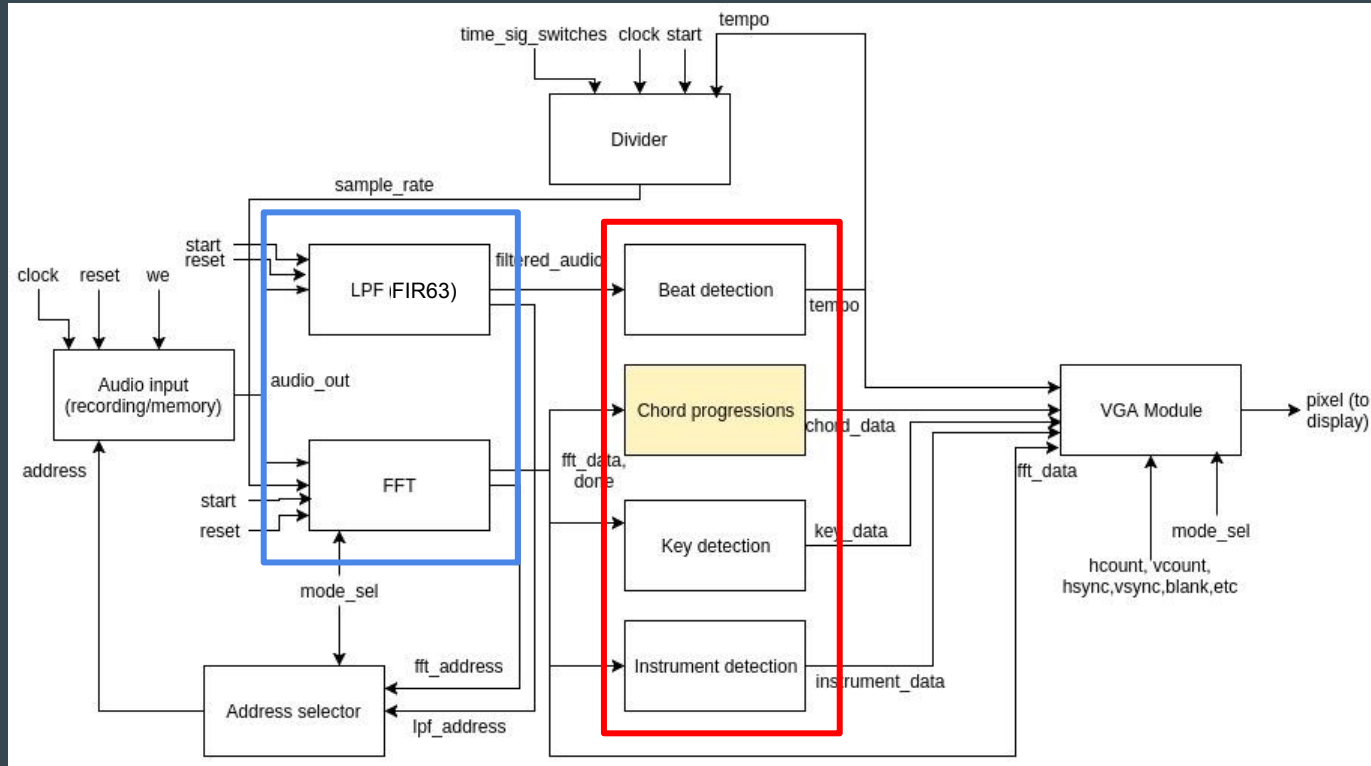 tempo
time_sig_switches
clock
start
Divider
sample_rate
start
reset
clock
reset
we
LPF (FIR63)
filtered_audio
Beat detection
tempo
Audio input
(recording/memory)
audio_out
address
Chord progressions
chord_data
VGA Module
pixel (to
display)
FFT
start
reset
fft_data,
done
fft_data
Key detection
key_data
mode_sel
hcount, vcount,
hsync,vsync,blank,etc
mode_sel
Address selector
fft_address
lpf_address
Instrument detection
instrument_data